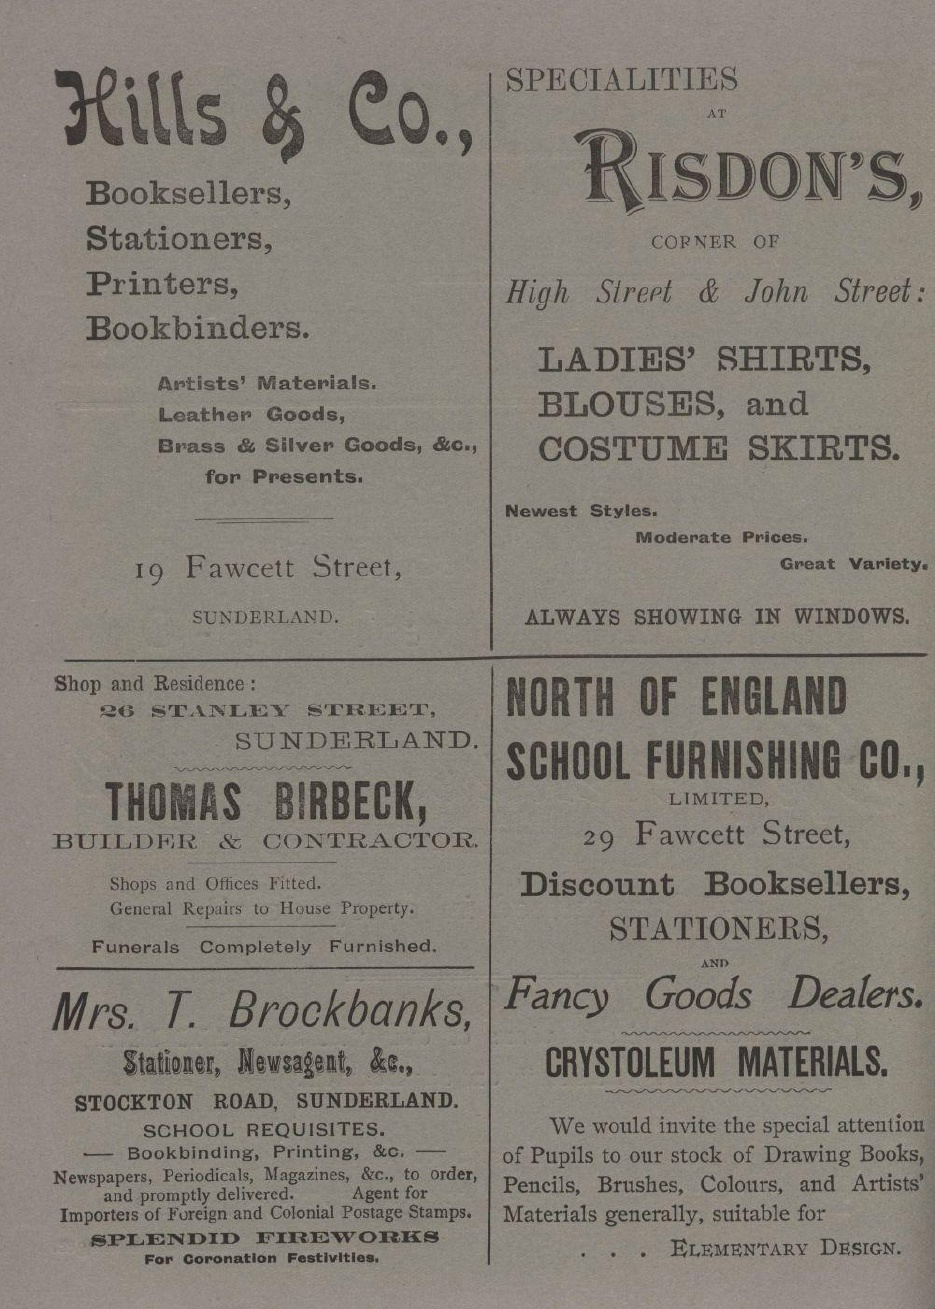 Hills & Co.,
Booksellers,
Stationers,
Printers,
Bookbinders.
Artists' Materials.
Leather Goods,
Brass & Silver Goods, &c.,
for Presents.
19 Fawcett Street,
SUNDERLAND.
SPECIALITIES
AT
RISDON'S,
CORNER OF
High Street & John Street:
LADIES' SHIRTS,
BLOUSES, and
COSTUME SKIRTS.
Newest Styles.
Moderate Prices.
Great Variety.
ALWAYS SHOWING IN WINDOWS.
Shop and Residence:
26 STANLEY STREET,
SUNDERLAND.
THOMAS BIRBECK,
BUILDER & CONTRACTOR.
Shops and Offices Fitted.
General Repairs to House Property.
Funerals Completely Furnished.
Mrs. T. Brockbanks,
Stationer, Newsagent, &c.,
STOCKTON ROAD, SUNDERLAND.
SCHOOL REQUISITES.
— Bookbinding, Printing, &c. —
Newspapers, Periodicals, Magazines, &c., to order,
and promptly delivered. Agent for
Importers of Foreign and Colonial Postage Stamps.
SPLENDID FIREWORKS
For Coronation Festivities.
NORTH OF ENGLAND
SCHOOL FURNISHING CO.,
LIMITED,
29 Fawcett Street,
Discount Booksellers,
STATIONERS,
AND
Fancy Goods Dealers.
CRYSTOLEUM MATERIALS.
We would invite the special attention
of Pupils to our stock of Drawing Books,
Pencils, Brushes, Colours, and Artists'
Materials generally, suitable for
. . . ELEMENTARY DESIGN.